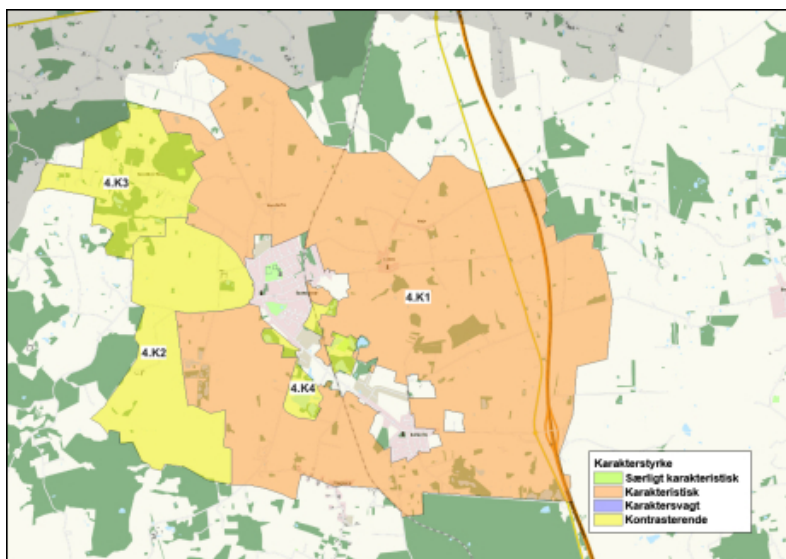 4.K3
4.K1
4.K2
4.K4
Karakterstyrke
Særligt karakteristisk
Karakteristisk
Karaktersvagt
Kontrasterende